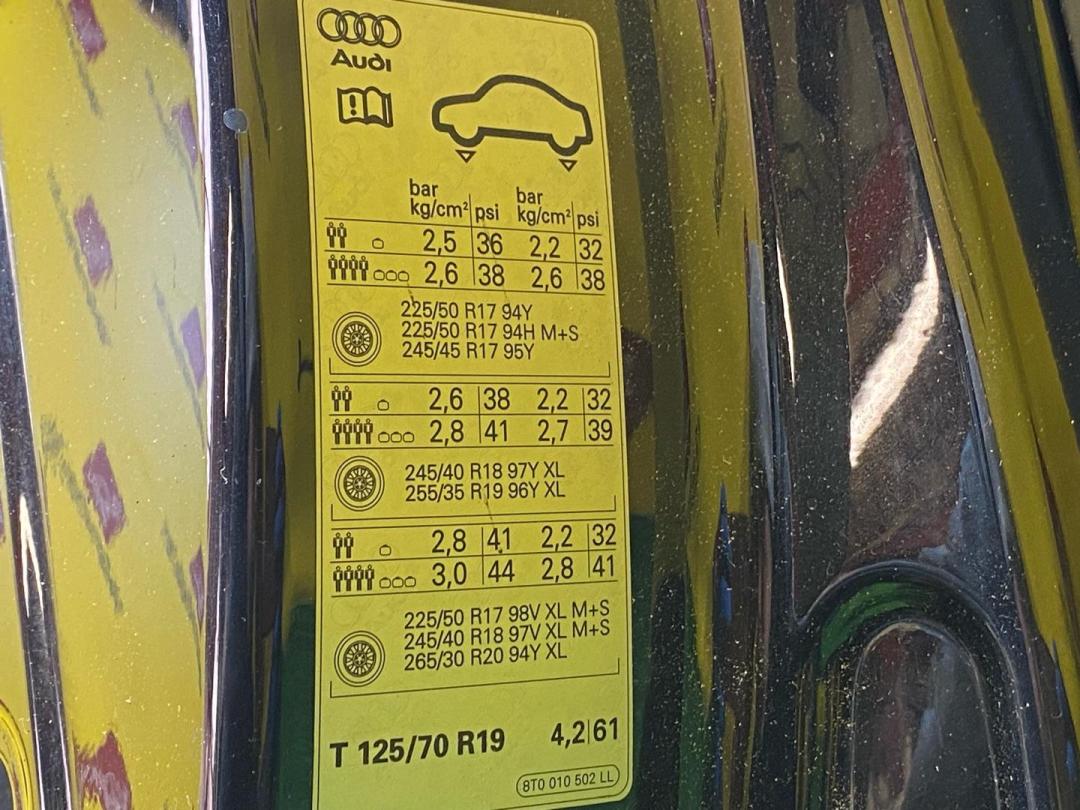 Audi
bar bar
kg/cm² psi kg/cm² psi
2,5 36 2,2 32
2,6 38 2,6 38
225/50 R17 94Y
225/50 R17 94H M+S
245/45 R17 95Y
2,6 38 2,2 32
2,8 41 2,7 39
245/40 R18 97Y XL
255/35 R19 96Y XL
2,8 41 2,2 32
3,0 44 2,8 41
225/50 R17 98V XL M+S
245/40 R18 97V XL M+S
265/30 R20 94Y XL
T 125/70 R19 4,2 61
8T0 010 502 LL